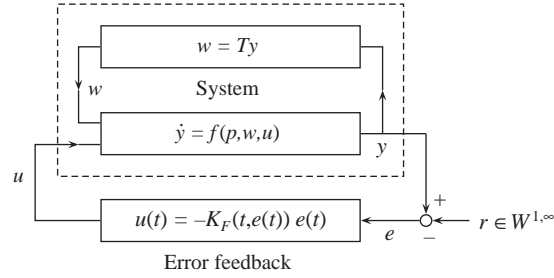 w = Ty
w
System
ẏ = f(p,w,u)
y
u
+
u(t) = –K_F(t,e(t)) e(t)
e
–
r ∈ W^{1,∞}
Error feedback